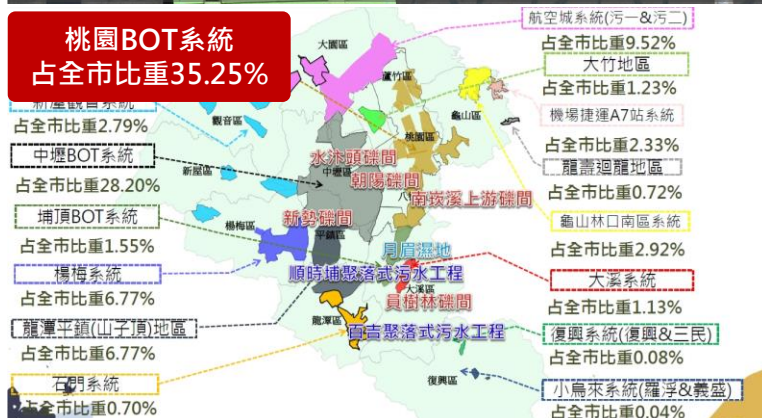 桃園BOT系統
占全市比重35.25%
新屋觀音系統
占全市比重2.79%
中壢BOT系統
占全市比重28.20%
埔頂BOT系統
占全市比重1.55%
楊梅系統
占全市比重6.77%
龍潭平鎮(山子頂)地區
占全市比重6.77%
石門系統
占全市比重0.70%
大園區
蘆竹區
觀音區
桃園區
龜山區
水汴頭礫間
中壢區
朝陽礫間
新屋區
八
南崁溪上游礫間
新勢礫間
楊梅區
平鎮區
月眉濕地
順時埔聚落式污水工程
大溪區
員樹林礫間
龍潭區
百吉聚落式污水工程
復興區
航空城系統(污一&污二)
占全市比重9.52%
大竹地區
占全市比重1.23%
機場捷運A7站系統
占全市比重2.33%
龍壽迴龍地區
占全市比重0.72%
龜山林口南區系統
占全市比重2.92%
大溪系統
占全市比重1.13%
復興系統(復興&三民)
占全市比重0.08%
小烏來系統(羅浮&義盛)
占全市比重0.04%